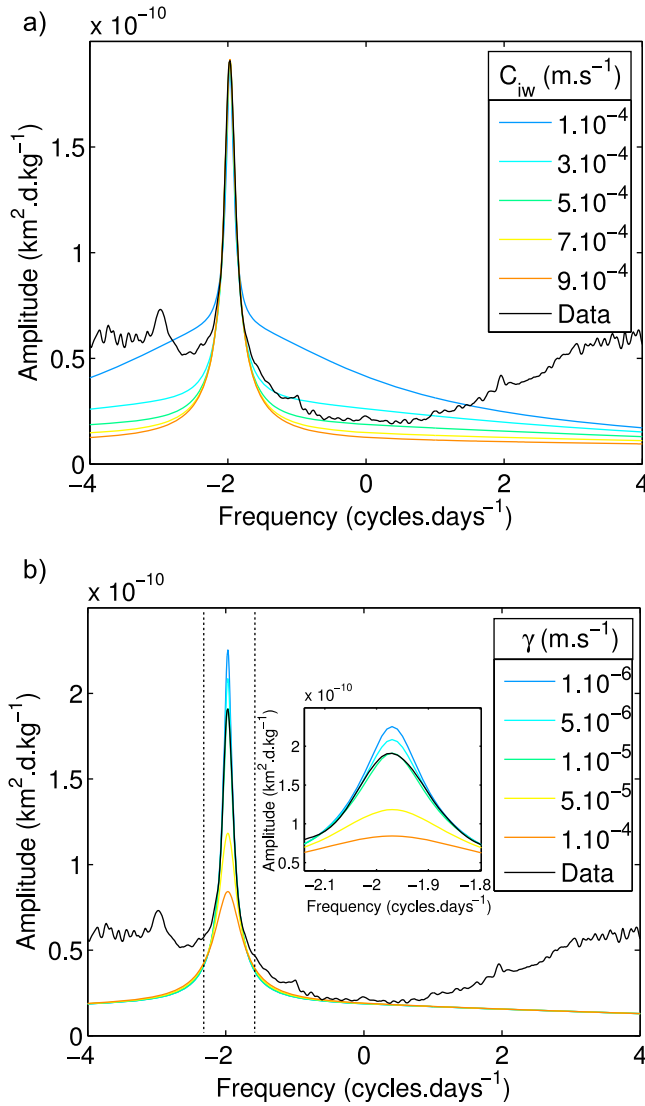 a)
x 10⁻¹⁰
1.5
1
0.5
0
Amplitude (km².d.kg⁻¹)
−4 −2 0 2 4
Frequency (cycles.days⁻¹)
C_iw (m.s⁻¹)
1.10⁻⁴
3.10⁻⁴
5.10⁻⁴
7.10⁻⁴
9.10⁻⁴
Data
b)
x 10⁻¹⁰
2
1.5
1
0.5
0
Amplitude (km².d.kg⁻¹)
−4 −2 0 2 4
Frequency (cycles.days⁻¹)
x 10⁻¹⁰
2
1.5
1
0.5
Amplitude (km².d.kg⁻¹)
−2.1 −2 −1.9 −1.8
Frequency (cycles.days⁻¹)
γ (m.s⁻¹)
1.10⁻⁶
5.10⁻⁶
1.10⁻⁵
5.10⁻⁵
1.10⁻⁴
Data